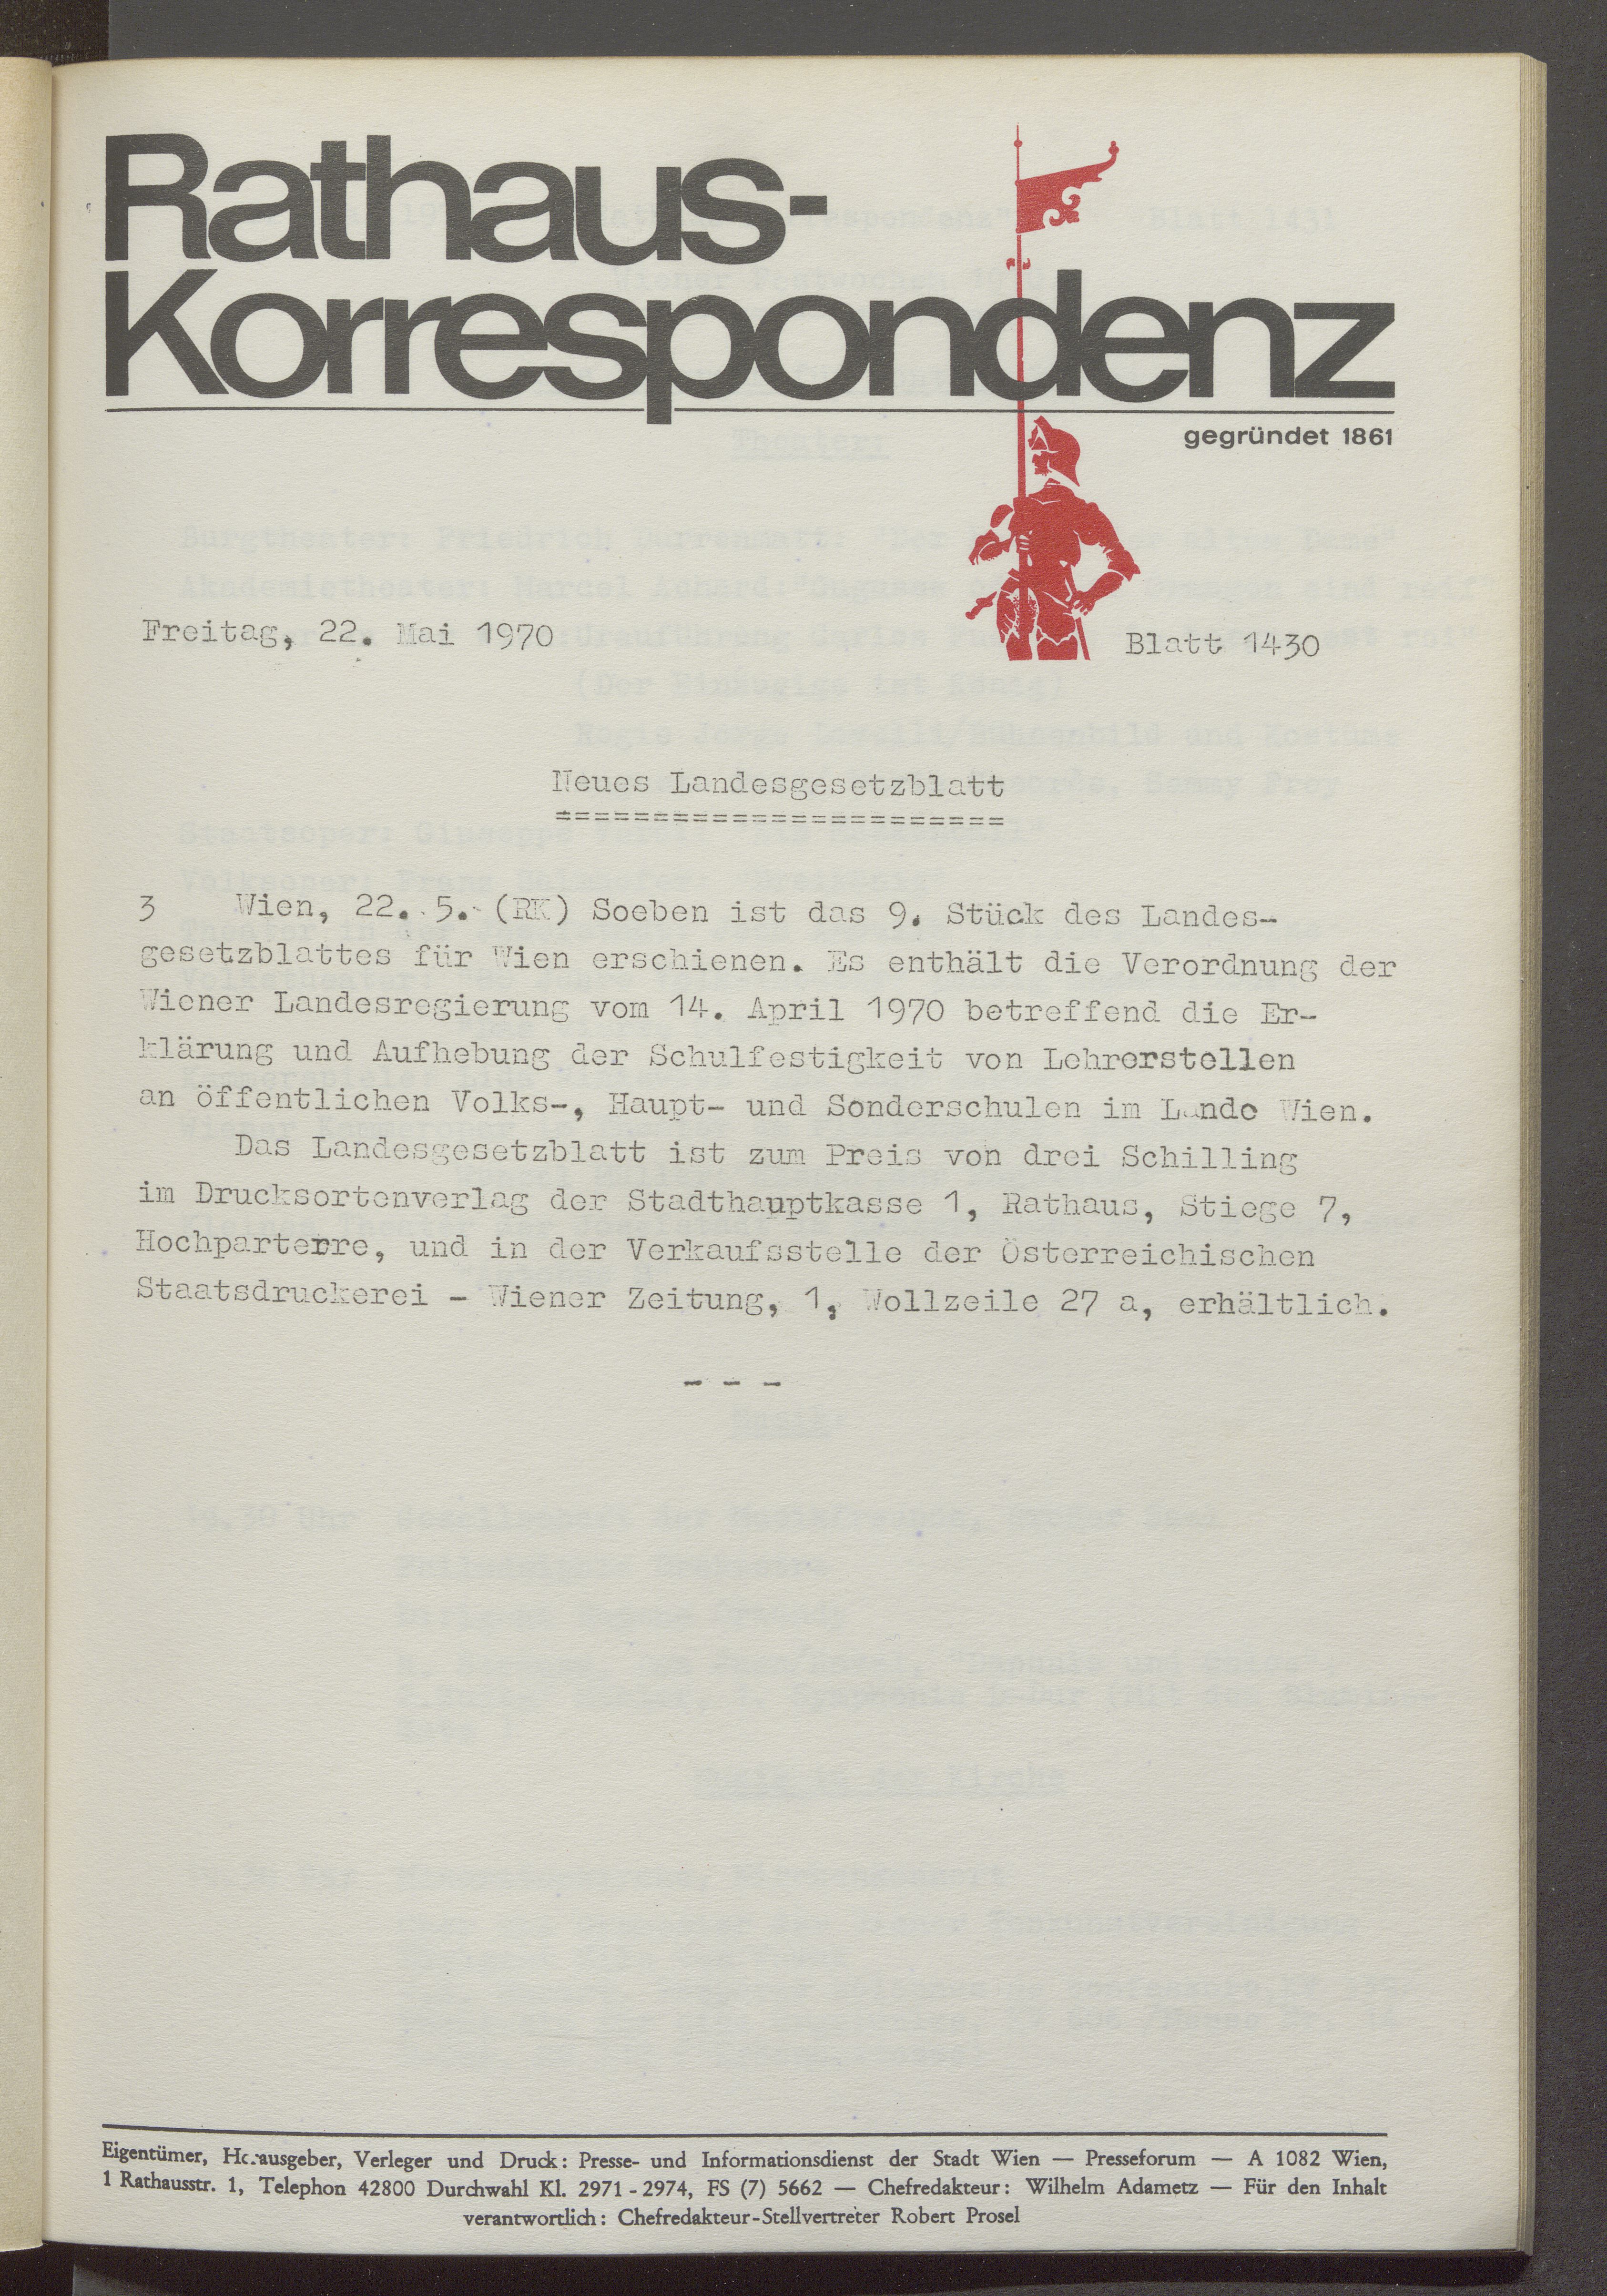 Rathaus-
Korrespondenz
gegründet 1861
Freitag, 22. Mai 1970
Blatt 1430
Neues Landesgesetzblatt
=======================
3 Wien, 22. 5. (RK) Soeben ist das 9. Stück des Landes-
gesetzblattes für Wien erschienen. Es enthält die Verordnung der
Wiener Landesregierung vom 14. April 1970 betreffend die Er-
klärung und Aufhebung der Schulfestigkeit von Lehrerstellen
an öffentlichen Volks-, Haupt- und Sonderschulen im Lande Wien.
Das Landesgesetzblatt ist zum Preis von drei Schilling
im Drucksortenverlag der Stadthauptkasse 1, Rathaus, Stiege 7,
Hochparterre, und in der Verkaufsstelle der Österreichischen
Staatsdruckerei - Wiener Zeitung, 1, Wollzeile 27 a, erhältlich.
- - -
Eigentümer, Herausgeber, Verleger und Druck: Presse- und Informationsdienst der Stadt Wien — Presseforum — A 1082 Wien,
1 Rathausstr. 1, Telephon 42800 Durchwahl Kl. 2971 - 2974, FS (7) 5662 — Chefredakteur: Wilhelm Adametz — Für den Inhalt
verantwortlich: Chefredakteur-Stellvertreter Robert Prosel